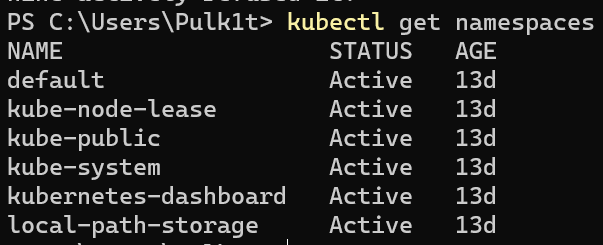 PS C:\Users\Pulk1t> kubectl get namespaces
NAME STATUS AGE
default Active 13d
kube-node-lease Active 13d
kube-public Active 13d
kube-system Active 13d
kubernetes-dashboard Active 13d
local-path-storage Active 13d